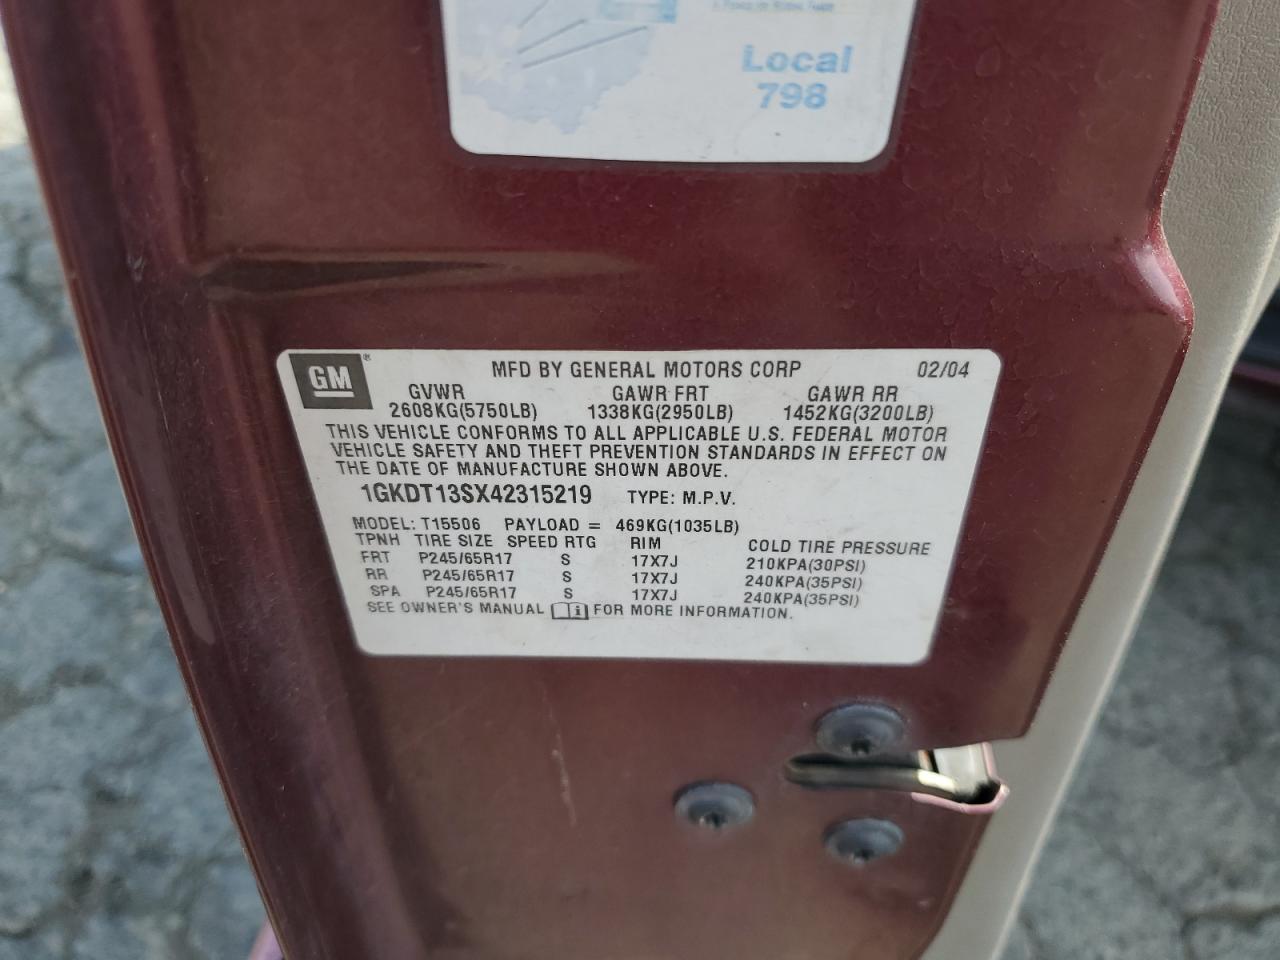 Local
798
GM®
MFD BY GENERAL MOTORS CORP 02/04
GVWR GAWR FRT GAWR RR
2608KG(5750LB) 1338KG(2950LB) 1452KG(3200LB)
THIS VEHICLE CONFORMS TO ALL APPLICABLE U.S. FEDERAL MOTOR
VEHICLE SAFETY AND THEFT PREVENTION STANDARDS IN EFFECT ON
THE DATE OF MANUFACTURE SHOWN ABOVE.
1GKDT13SX42315219 TYPE: M.P.V.
MODEL: T15506 PAYLOAD = 469KG(1035LB)
TPNH TIRE SIZE SPEED RTG RIM COLD TIRE PRESSURE
FRT P245/65R17 S 17X7J 210KPA(30PSI)
RR P245/65R17 S 17X7J 240KPA(35PSI)
SPA P245/65R17 S 17X7J 240KPA(35PSI)
SEE OWNER'S MANUAL FOR MORE INFORMATION.